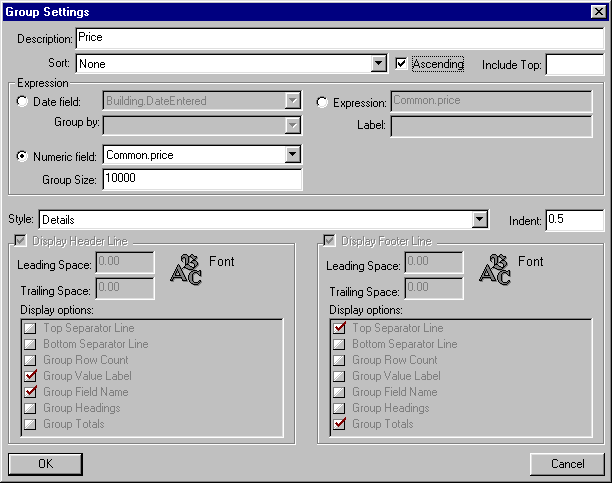 Group Settings
Description: Price
Sort: None Ascending Include Top:
Expression
Date field: Building.DateEntered Expression: Common.price
Group by: Label:
Numeric field: Common.price
Group Size: 10000
Style: Details Indent: 0.5
Display Header Line Display Footer Line
Leading Space: 0.00 ABC Font Leading Space: 0.00 ABC Font
Trailing Space: 0.00 Trailing Space: 0.00
Display options: Display options:
Top Separator Line Top Separator Line
Bottom Separator Line Bottom Separator Line
Group Row Count Group Row Count
Group Value Label Group Value Label
Group Field Name Group Field Name
Group Headings Group Headings
Group Totals Group Totals
OK Cancel